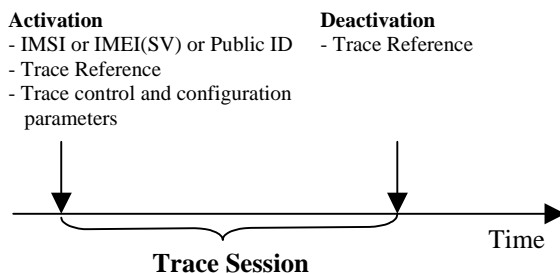 Activation
- IMSI or IMEI(SV) or Public ID
- Trace Reference
- Trace control and configuration
parameters
Deactivation
- Trace Reference
Time
Trace Session